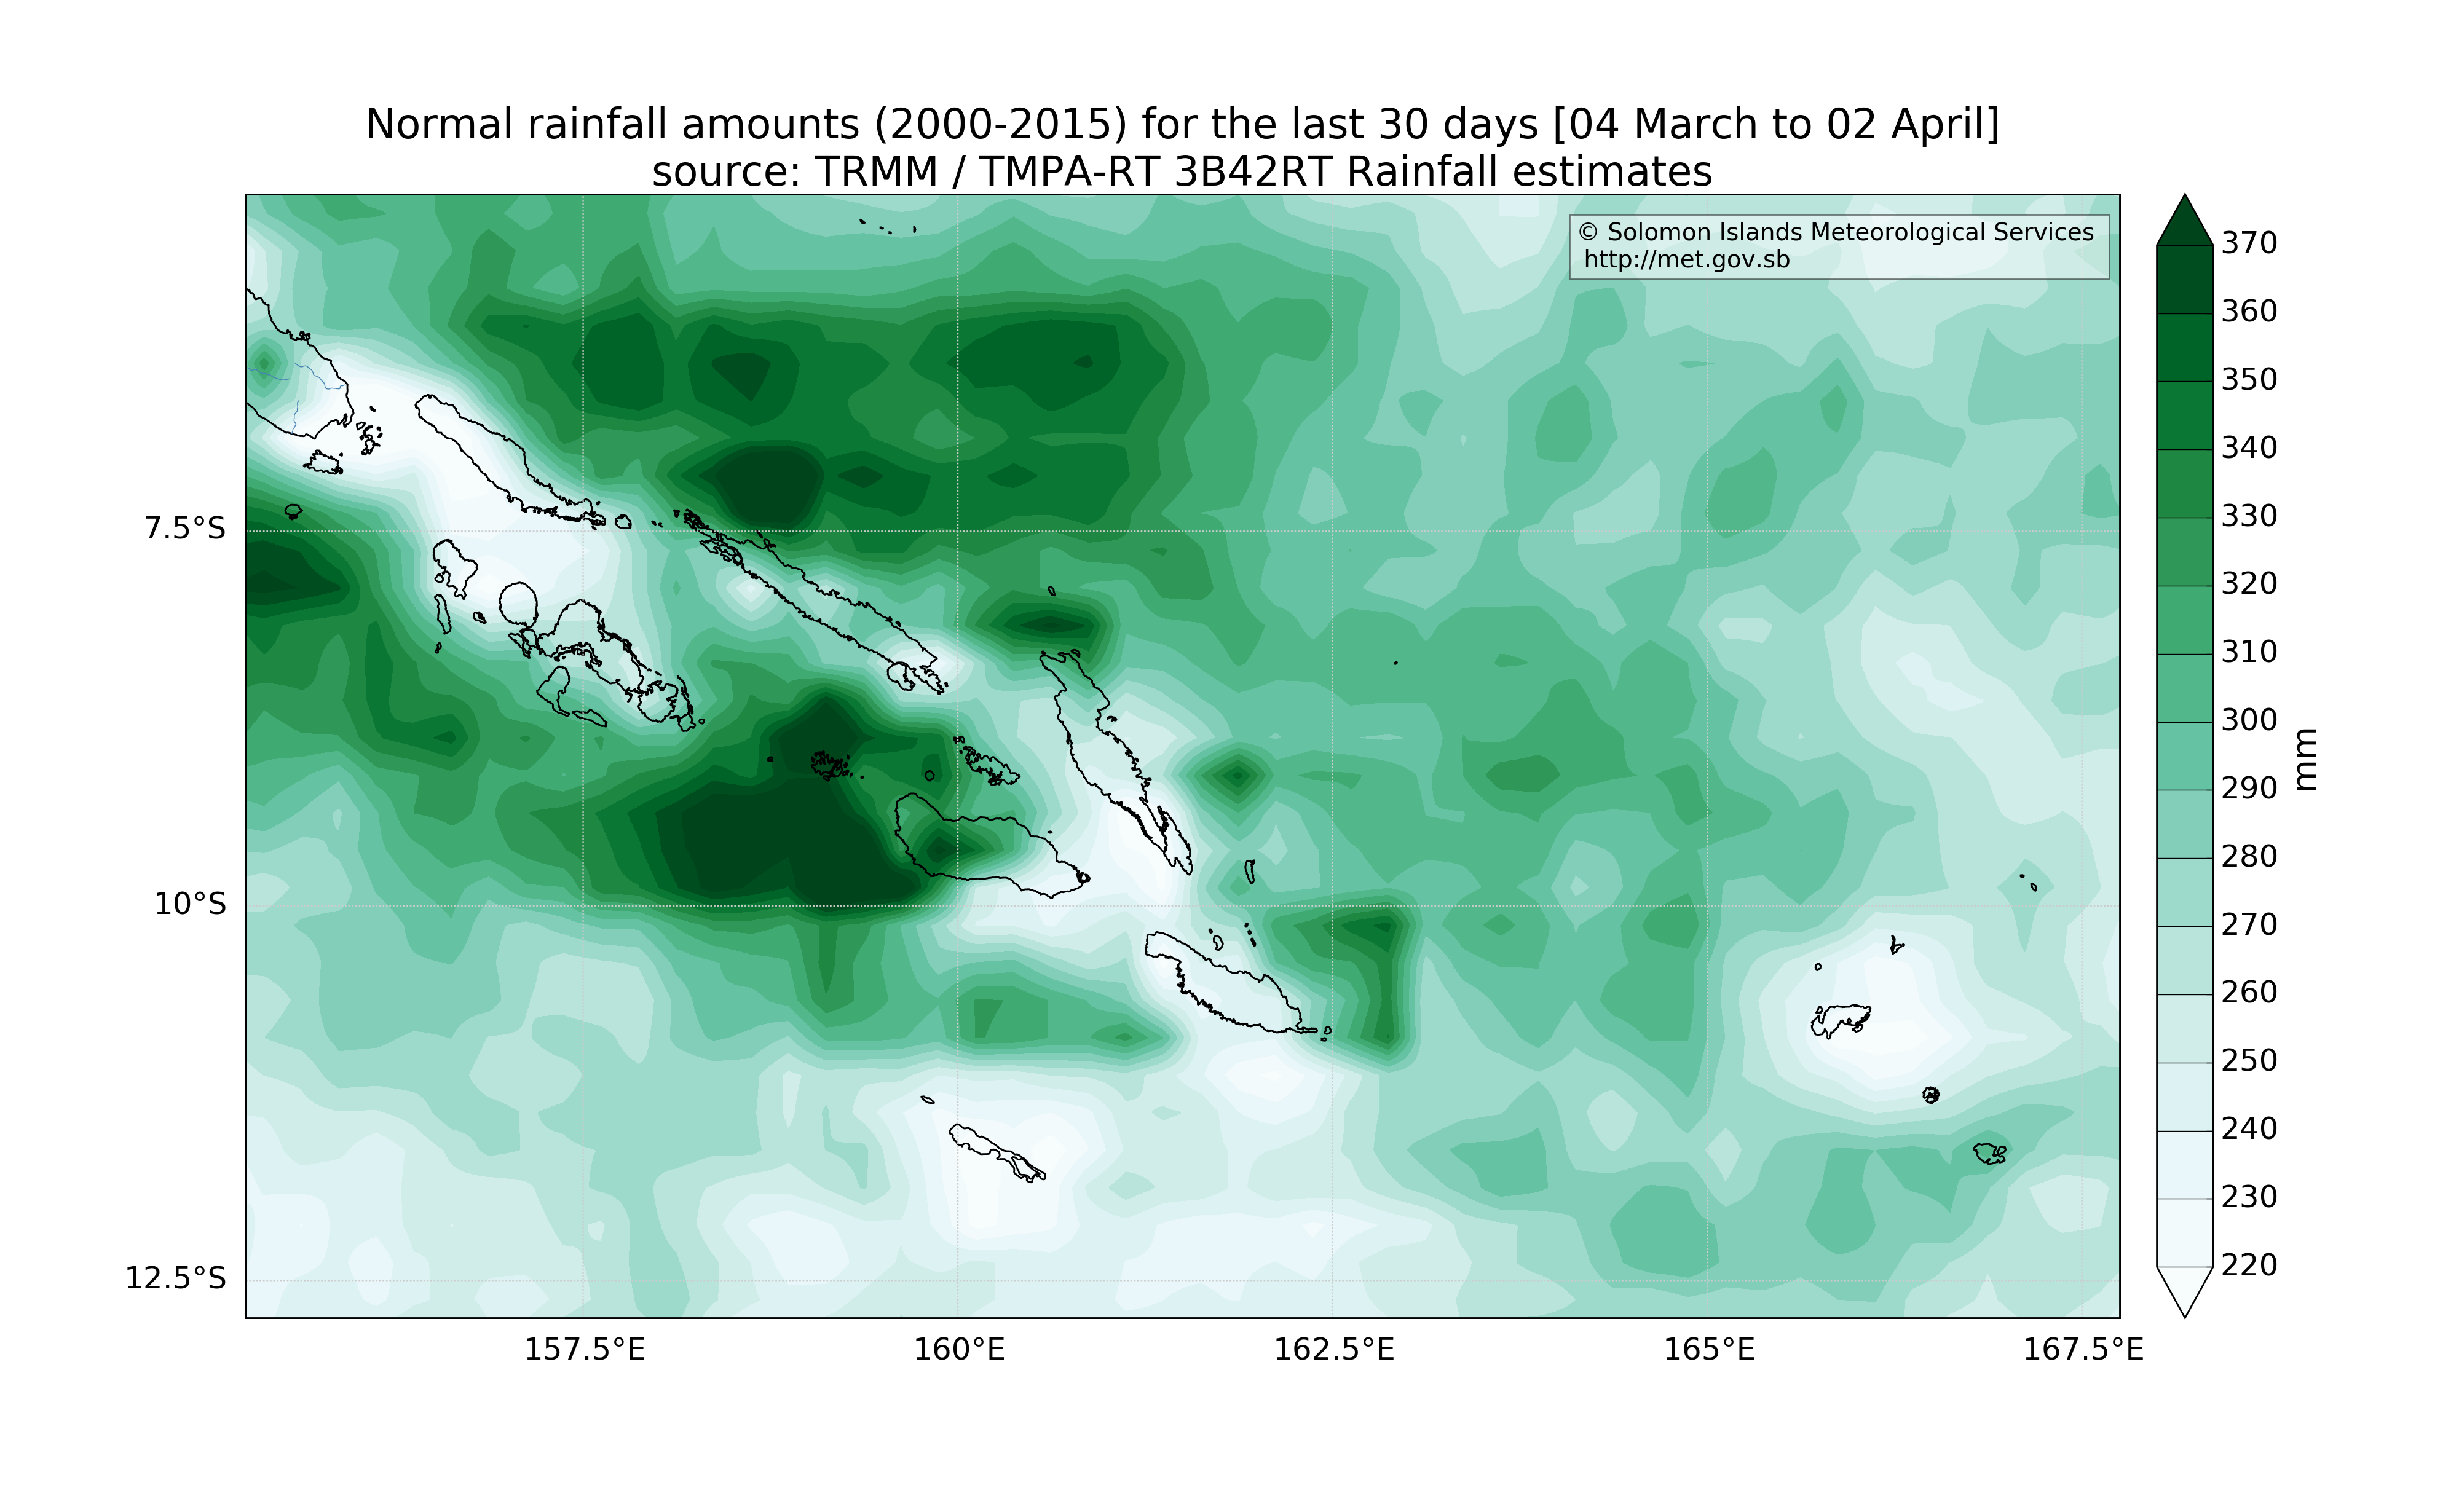 Normal rainfall amounts (2000-2015) for the last 30 days [04 March to 02 April]
source: TRMM / TMPA-RT 3B42RT Rainfall estimates
© Solomon Islands Meteorological Services
http://met.gov.sb
7.5°S
10°S
12.5°S
157.5°E
160°E
162.5°E
165°E
167.5°E
370
360
350
340
330
320
310
300
290
280
270
260
250
240
230
220
mm